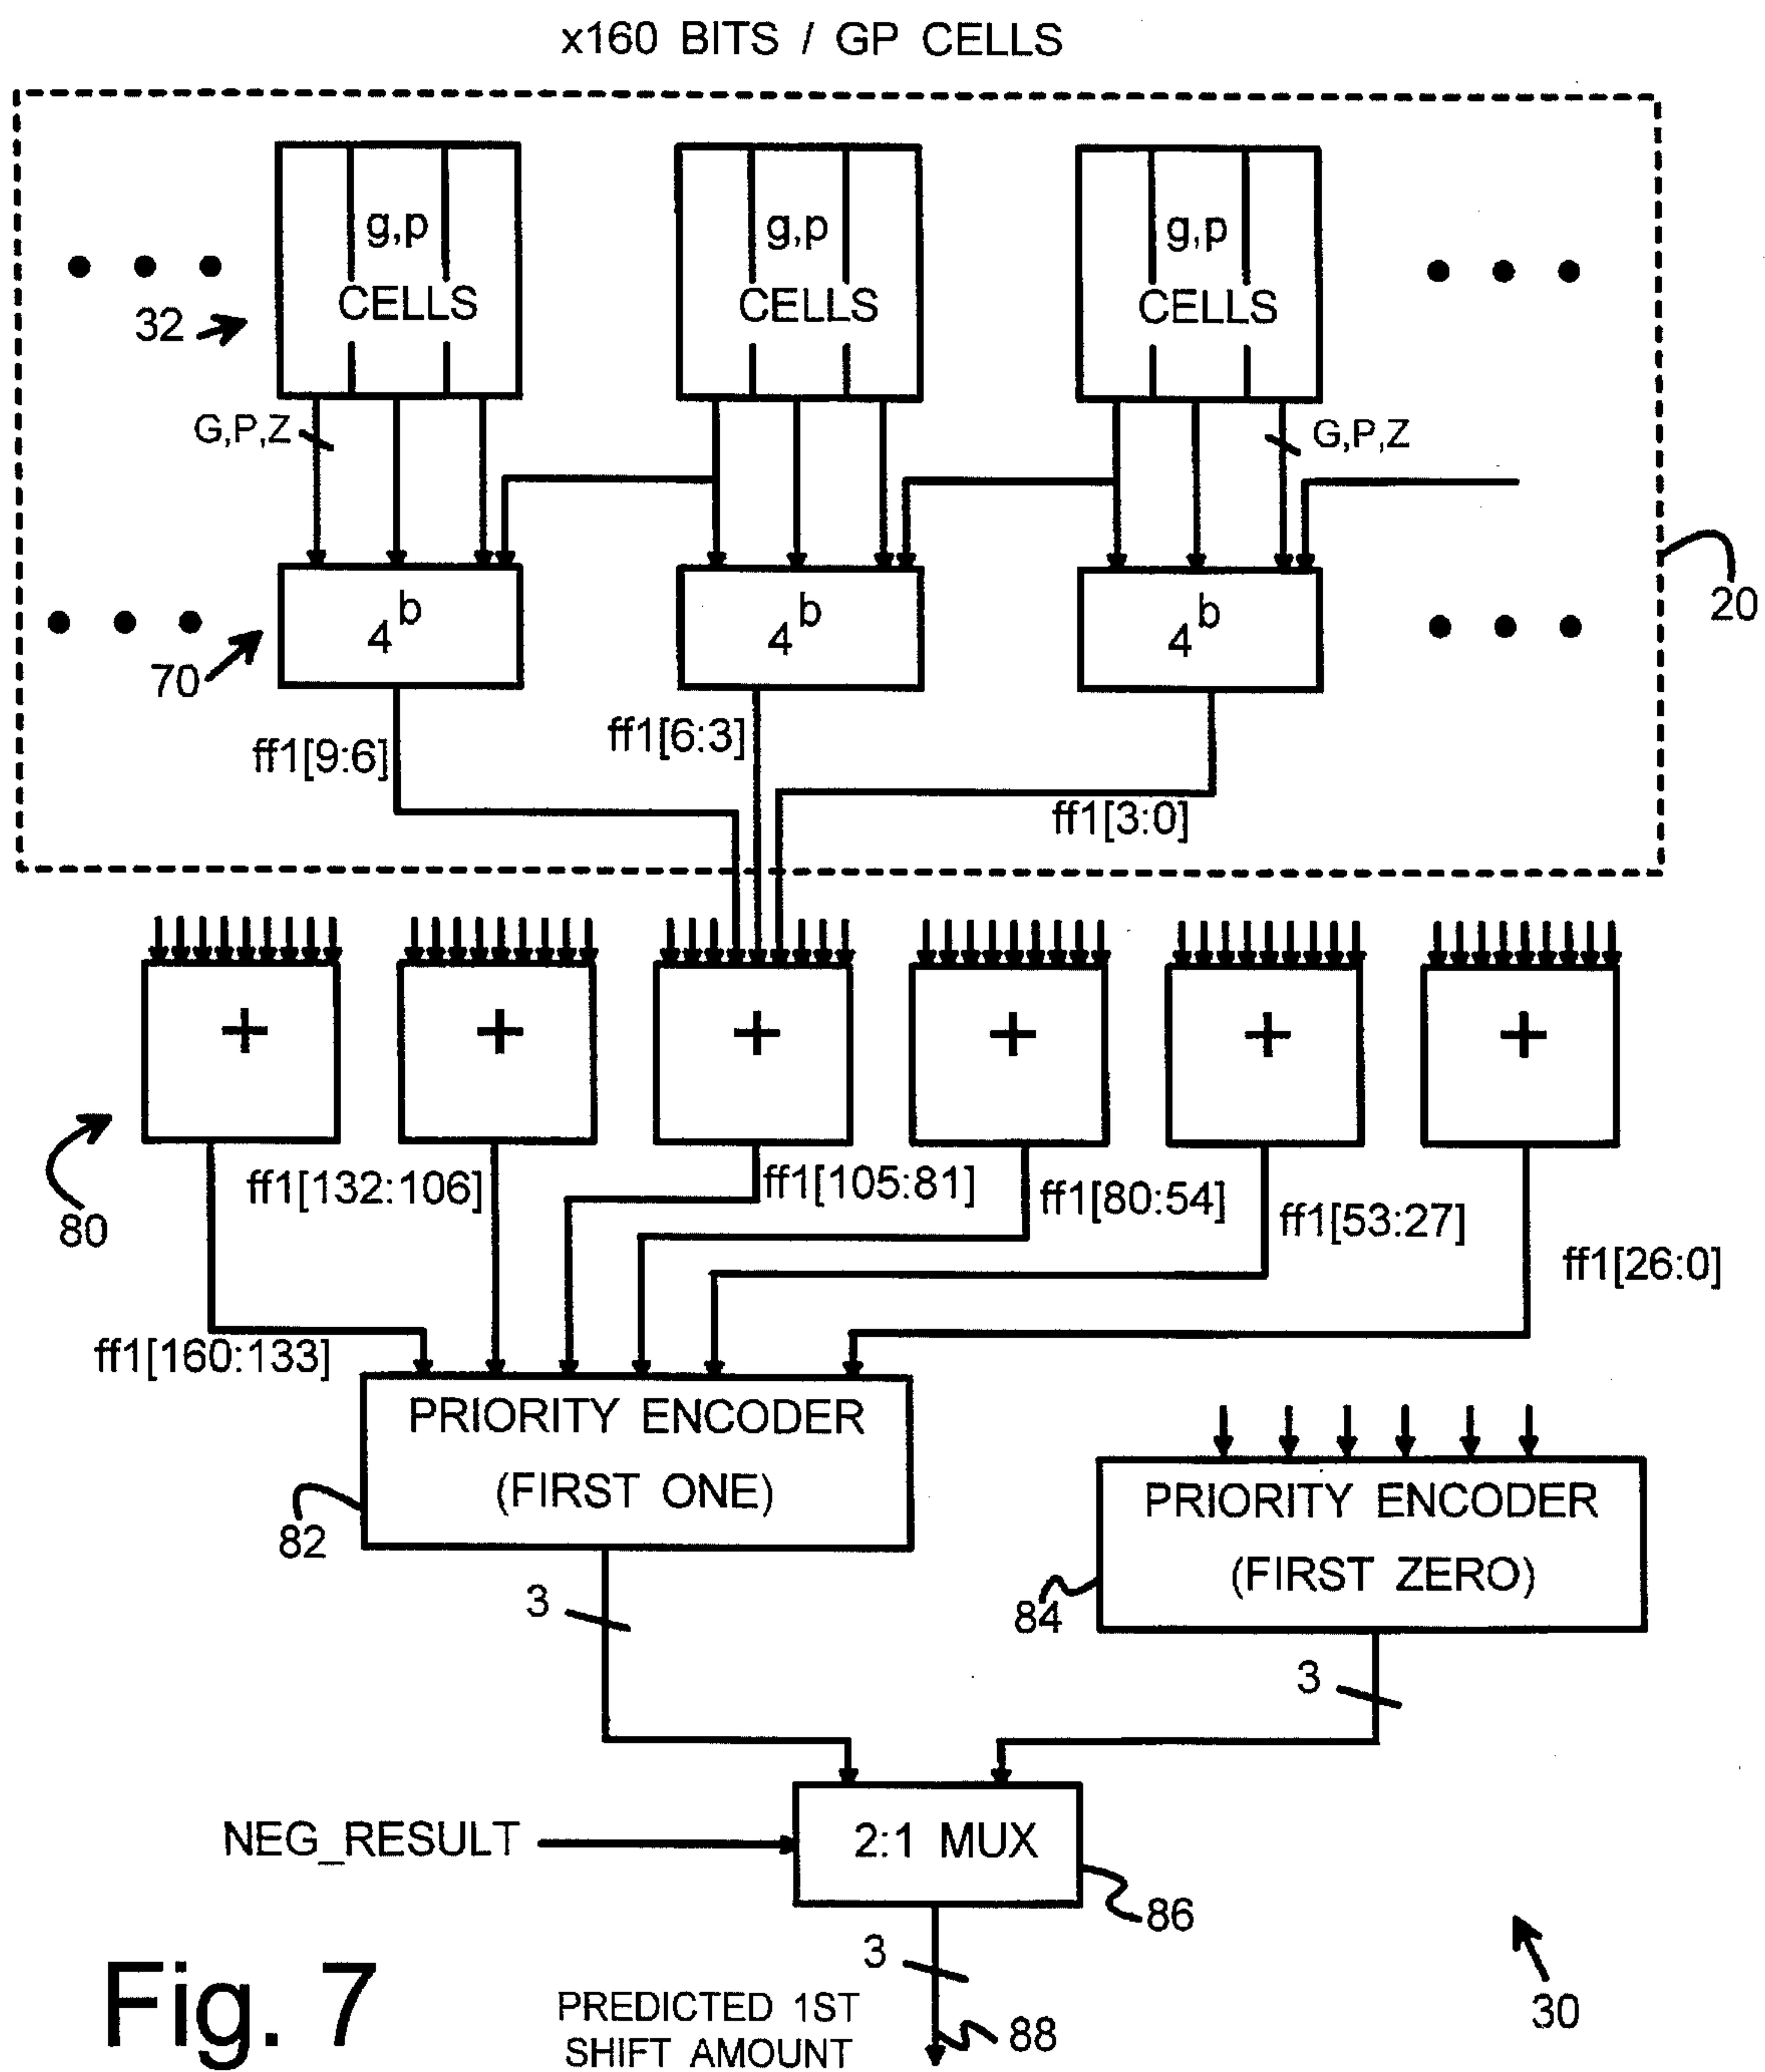 x160 BITS / GP CELLS
g,p
CELLS
g,p
CELLS
g,p
CELLS
32
G,P,Z
G,P,Z
4b
4b
4b
70
20
ff1[9:6]
ff1[6:3]
ff1[3:0]
+
+
+
+
+
+
80
ff1[132:106]
ff1[105:81]
ff1[80:54]
ff1[53:27]
ff1[26:0]
ff1[160:133]
PRIORITY ENCODER
(FIRST ONE)
82
PRIORITY ENCODER
(FIRST ZERO)
84
3
3
NEG_RESULT
2:1 MUX
86
3
PREDICTED 1ST
SHIFT AMOUNT
88
30
Fig. 7